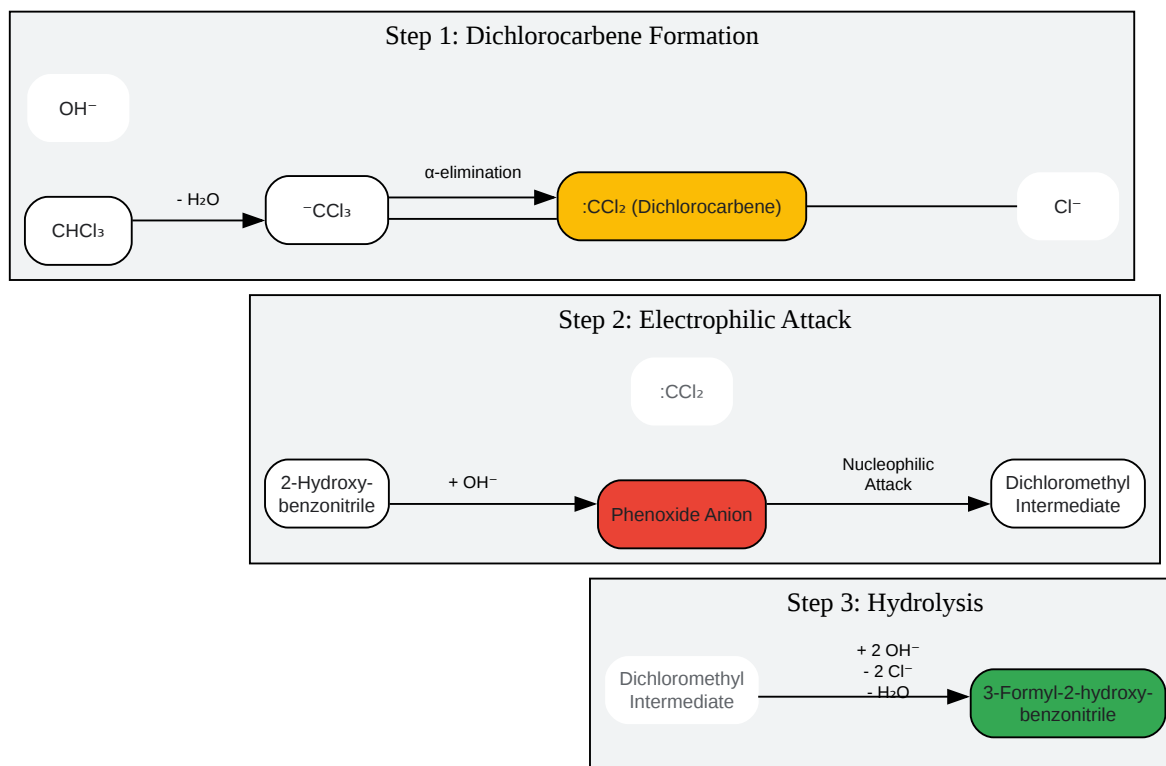 Step 1: Dichlorocarbene Formation
OH⁻
CHCl₃
- H₂O
⁻CCl₃
α-elimination
:CCl₂ (Dichlorocarbene)
Cl⁻
Step 2: Electrophilic Attack
:CCl₂
2-Hydroxy-
benzonitrile
+ OH⁻
Phenoxide Anion
Nucleophilic
Attack
Dichloromethyl
Intermediate
Step 3: Hydrolysis
Dichloromethyl
Intermediate
+ 2 OH⁻
- 2 Cl⁻
- H₂O
3-Formyl-2-hydroxy-
benzonitrile